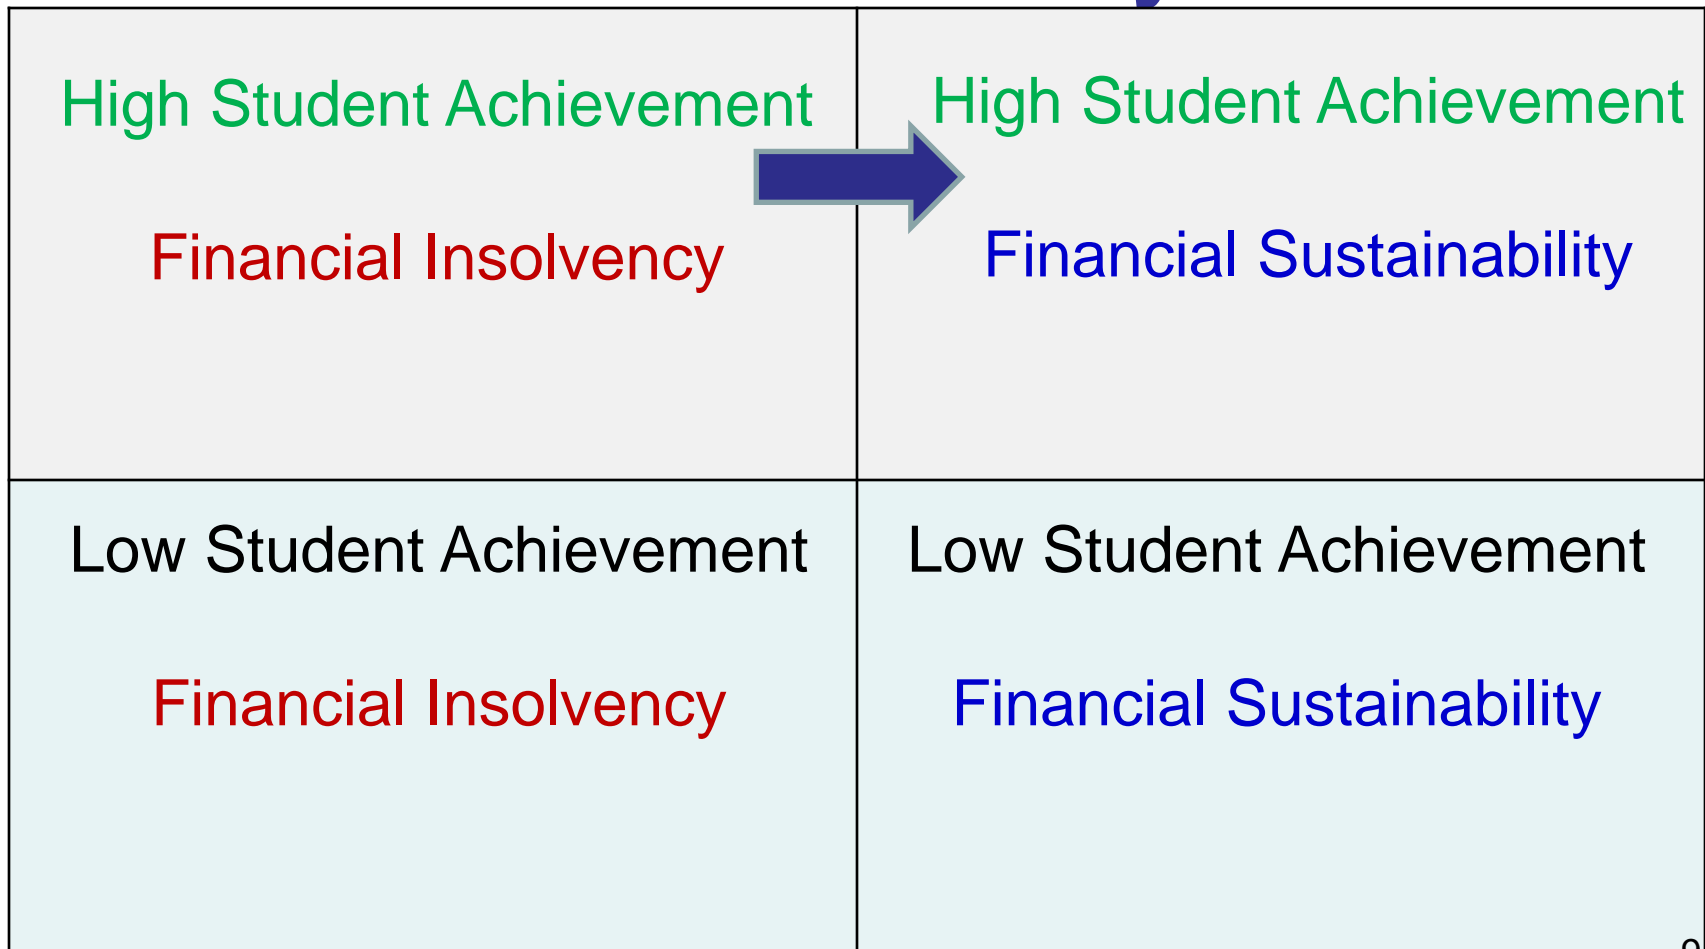 High Student Achievement
Financial Insolvency
High Student Achievement
Financial Sustainability
Low Student Achievement
Financial Insolvency
Low Student Achievement
Financial Sustainability